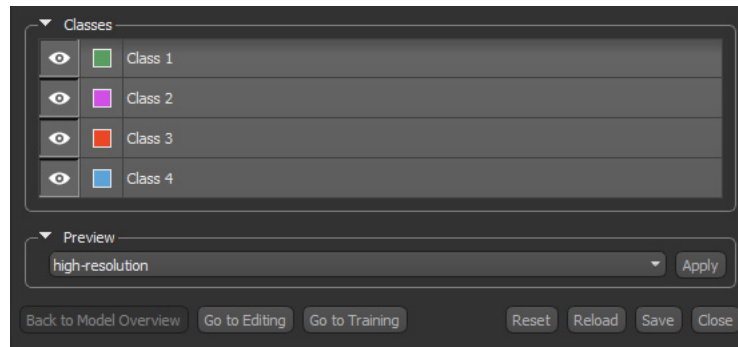 Classes
Class 1
Class 2
Class 3
Class 4
Preview
high-resolution
Apply
Back to Model Overview Go to Editing Go to Training Reset Reload Save Close